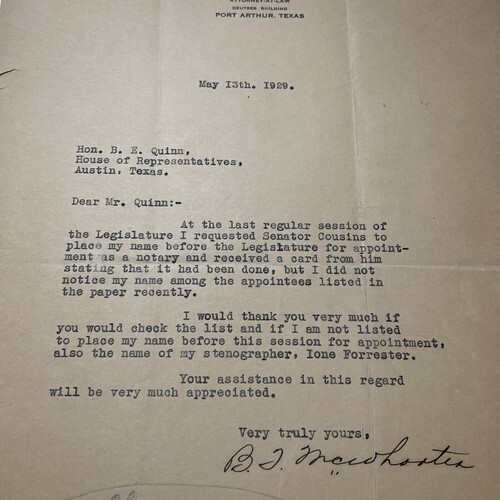 ATTORNEY-AT-LAW
DEUTSER BUILDING
PORT ARTHUR, TEXAS
May 13th. 1929.
Hon. B. E. Quinn,
House of Representatives,
Austin, Texas.
Dear Mr. Quinn:-
At the last regular session of
the Legislature I requested Senator Cousins to
place my name before the Legislature for appoint-
ment as a notary and received a card from him
stating that it had been done, but I did not
notice my name among the appointees listed in
the paper recently.
I would thank you very much if
you would check the list and if I am not listed
to place my name before this session for appointment,
also the name of my stenographer, Ione Forrester.
Your assistance in this regard
will be very much appreciated.
Very truly yours,
B. T. McWhorter